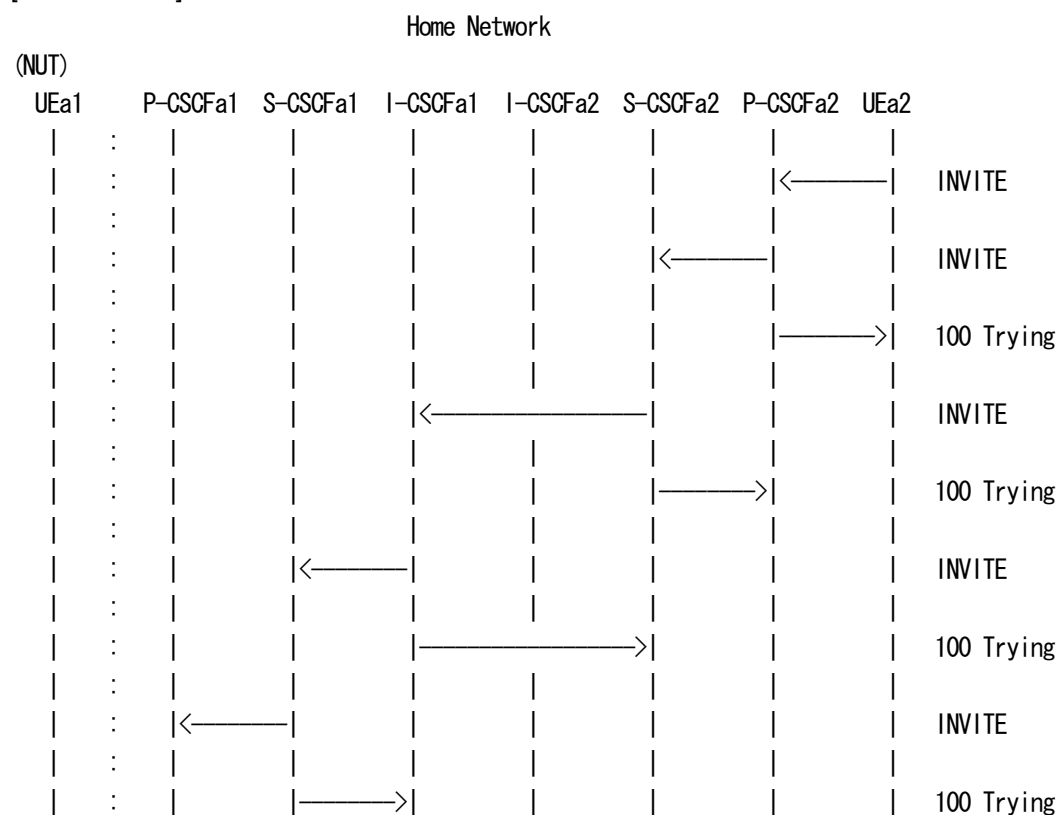 Home Network
(NUT)
UEa1 P-CSCFa1 S-CSCFa1 I-CSCFa1 I-CSCFa2 S-CSCFa2 P-CSCFa2 UEa2
INVITE
INVITE
100 Trying
INVITE
100 Trying
INVITE
100 Trying
INVITE
100 Trying